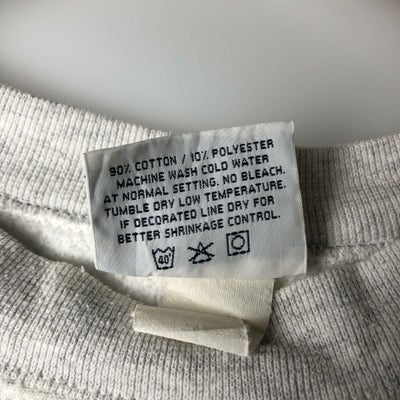 90% COTTON / 10% POLYESTER
MACHINE WASH COLD WATER
AT NORMAL SETTING. NO BLEACH.
TUMBLE DRY LOW TEMPERATURE.
IF DECORATED LINE DRY FOR
BETTER SHRINKAGE CONTROL.
40°